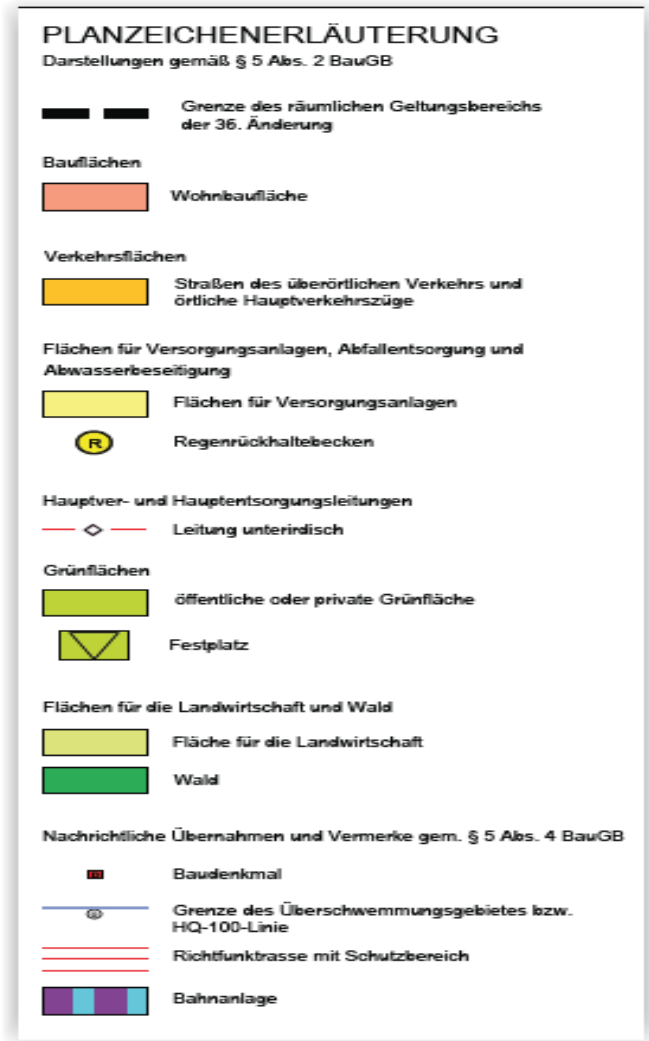 PLANZEICHENERLÄUTERUNG
Darstellungen gemäß § 5 Abs. 2 BauGB
Grenze des räumlichen Geltungsbereichs
der 36. Änderung
Bauflächen
Wohnbaufläche
Verkehrsflächen
Straßen des überörtlichen Verkehrs und
örtliche Hauptverkehrszüge
Flächen für Versorgungsanlagen, Abfallentsorgung und
Abwasserbeseitigung
Flächen für Versorgungsanlagen
R Regenrückhaltebecken
Hauptver- und Hauptentsorgungsleitungen
Leitung unterirdisch
Grünflächen
öffentliche oder private Grünfläche
Festplatz
Flächen für die Landwirtschaft und Wald
Fläche für die Landwirtschaft
Wald
Nachrichtliche Übernahmen und Vermerke gem. § 5 Abs. 4 BauGB
Baudenkmal
Grenze des Überschwemmungsgebietes bzw.
HQ-100-Linie
Richtfunktrasse mit Schutzbereich
Bahnanlage